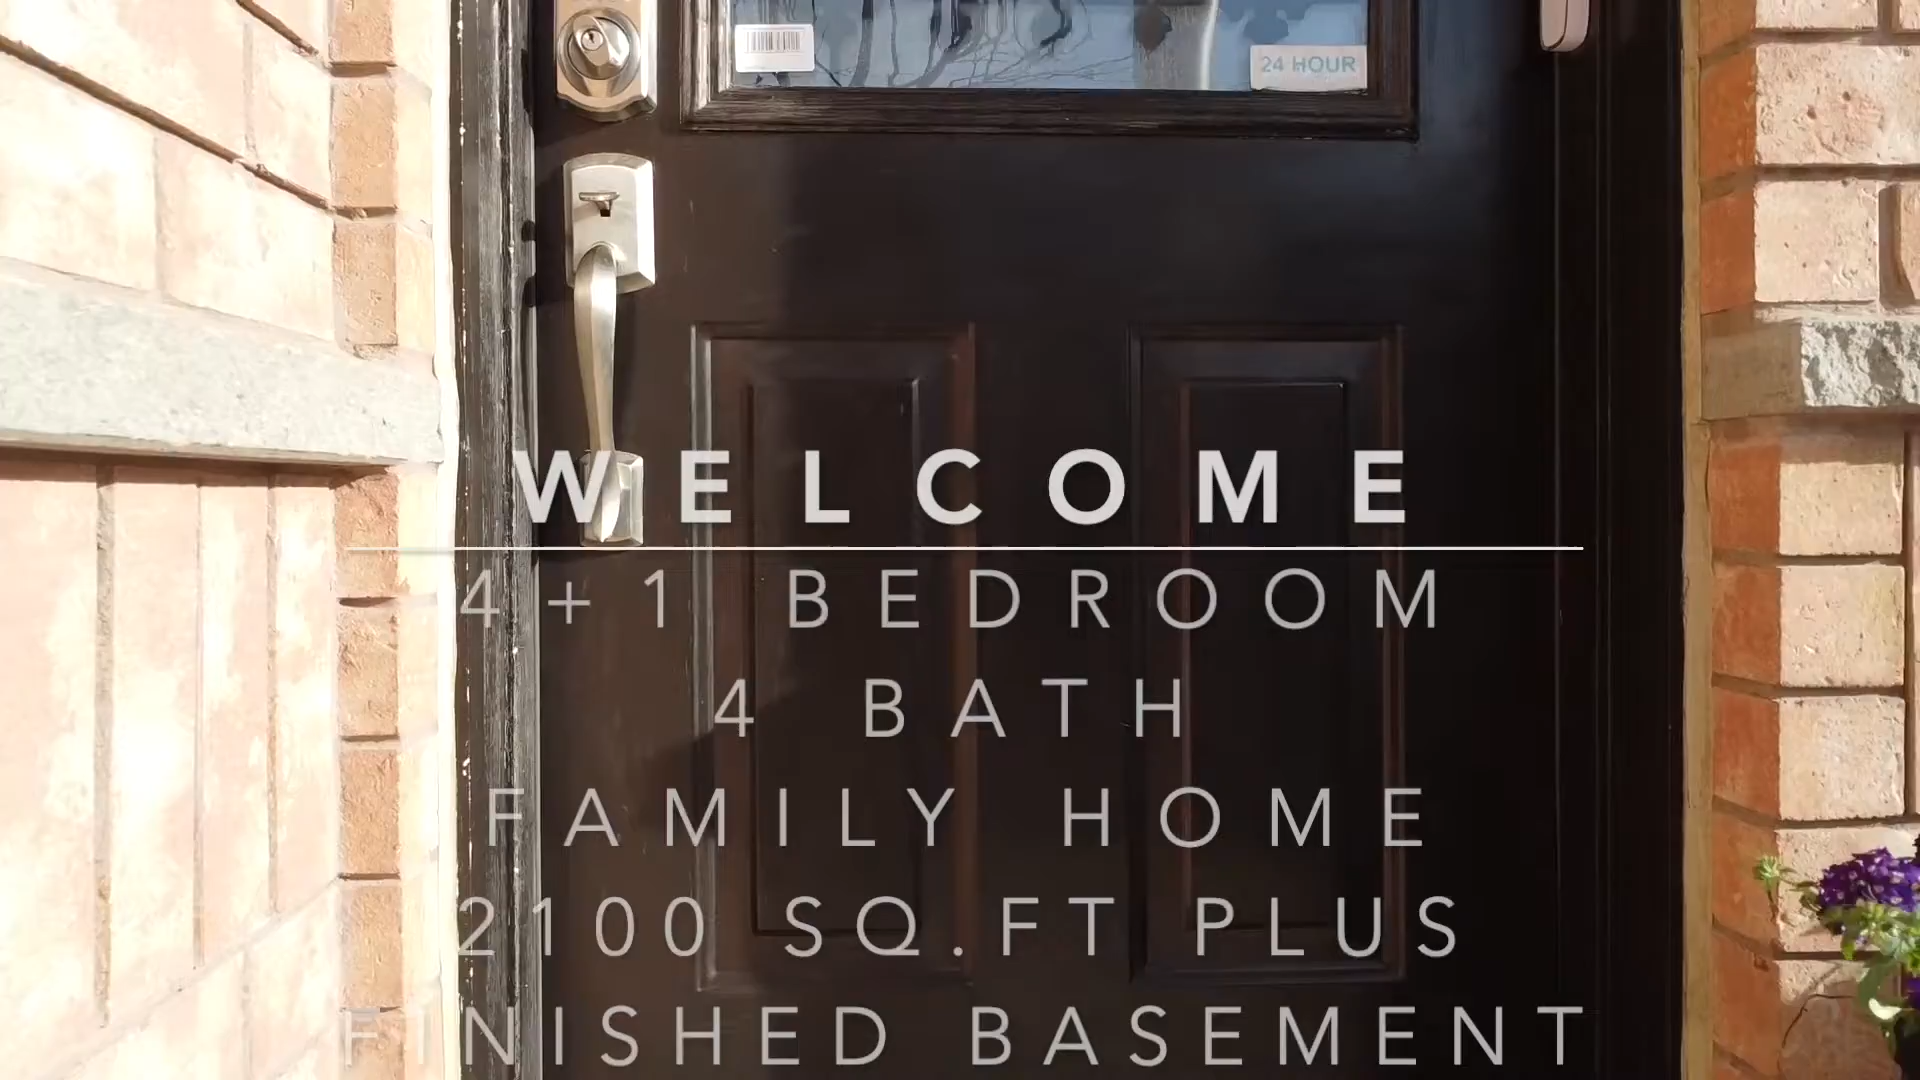 24 HOUR
WELCOME
4+1 BEDROOM
4 BATH
FAMILY HOME
2100 SQ.FT PLUS
FINISHED BASEMENT